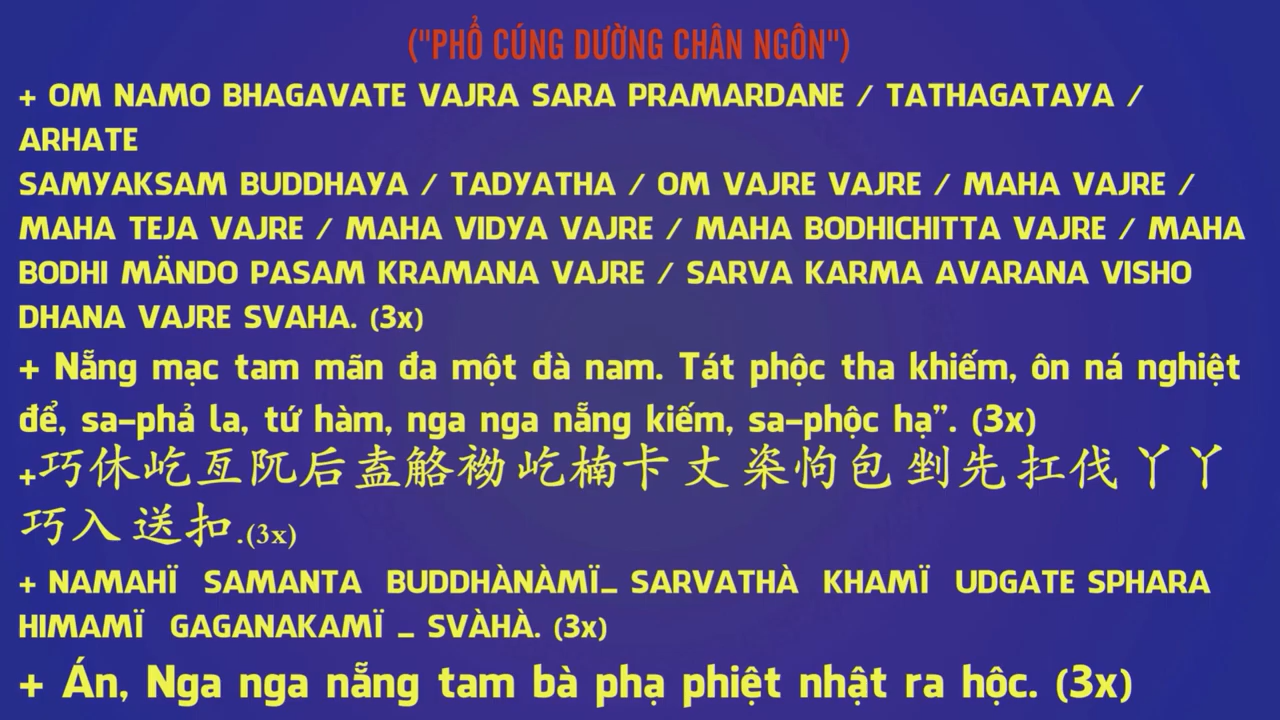 ("PHỔ CÚNG DƯỜNG CHÂN NGÔN")
+ OM NAMO BHAGAVATE VAJRA SARA PRAMARDANE / TATHAGATAYA /
ARHATE
SAMYAKSAM BUDDHAYA / TADYATHA / OM VAJRE VAJRE / MAHA VAJRE /
MAHA TEJA VAJRE / MAHA VIDYA VAJRE / MAHA BODHICHITTA VAJRE / MAHA
BODHI MÄNDO PASAM KRAMANA VAJRE / SARVA KARMA AVARANA VISHO
DHANA VAJRE SVAHA. (3x)
+ Nẵng mạc tam mãn đa một đà nam. Tát phộc tha khiếm, ôn ná nghiệt
để, sa-phả la, tứ hàm, nga nga nẵng kiếm, sa-phộc hạ”. (3x)
+巧休屹亙阢后盍觡袎屹楠卡丈栥怐包剉先扛伐丫丫
巧入送扣.(3x)
+ NAMAHÏ SAMANTA BUDDHÀNÀMÏ_ SARVATHÀ KHAMÏ UDGATE SPHARA
HIMAMÏ GAGANAKAMÏ _ SVÀHÀ. (3x)
+ Án, Nga nga nẵng tam bà phạ phiệt nhật ra hộc. (3x)